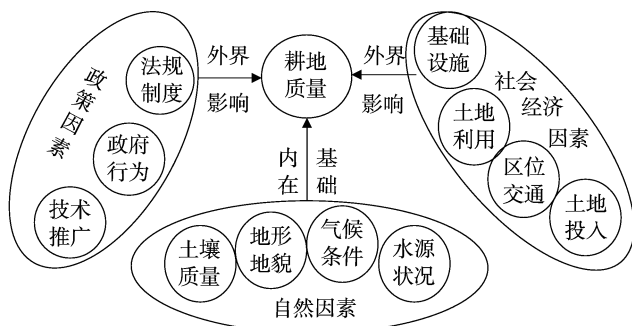 政策因素
法规
制度
政府
行为
技术
推广
外界
影响
耕地
质量
外界
影响
基础
设施
社会
经济
因素
土地
利用
区位
交通
土地
投入
内在
基础
土壤
质量
地形
地貌
气候
条件
水源
状况
自然因素